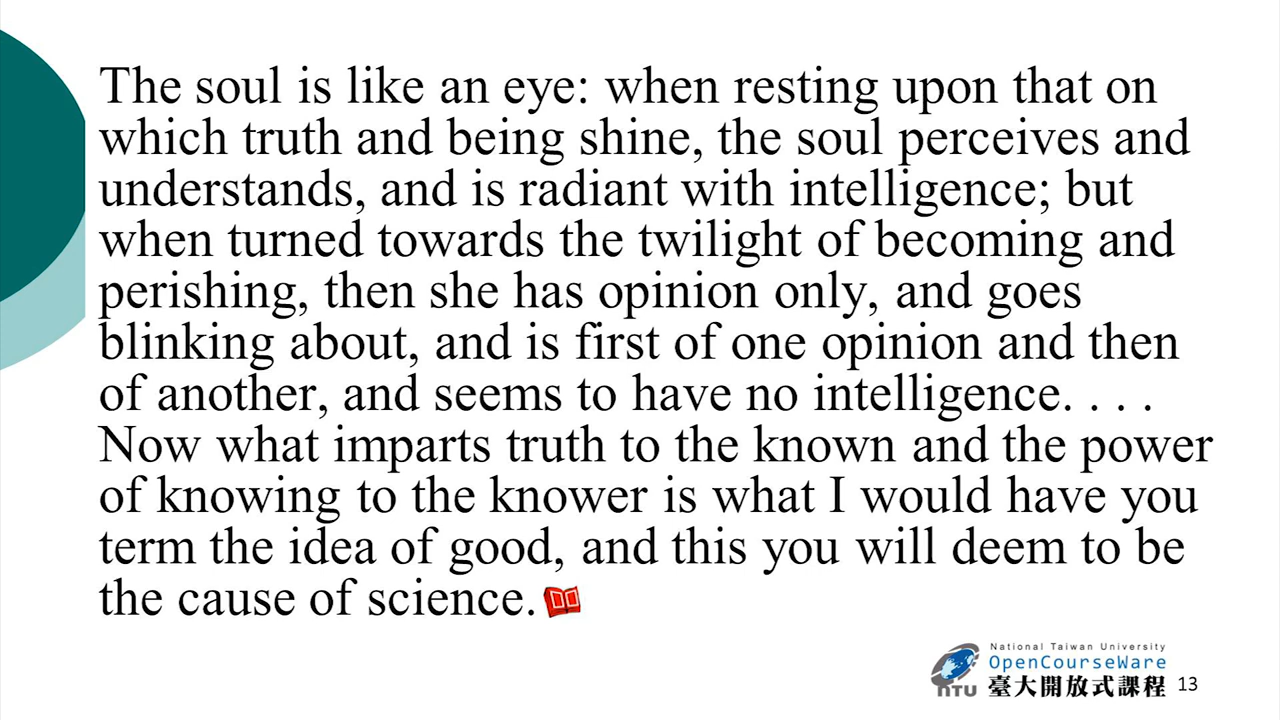 The soul is like an eye: when resting upon that on
which truth and being shine, the soul perceives and
understands, and is radiant with intelligence; but
when turned towards the twilight of becoming and
perishing, then she has opinion only, and goes
blinking about, and is first of one opinion and then
of another, and seems to have no intelligence. . . .
Now what imparts truth to the known and the power
of knowing to the knower is what I would have you
term the idea of good, and this you will deem to be
the cause of science.
National Taiwan University
OpenCourseWare
NTU 臺大開放式課程 13